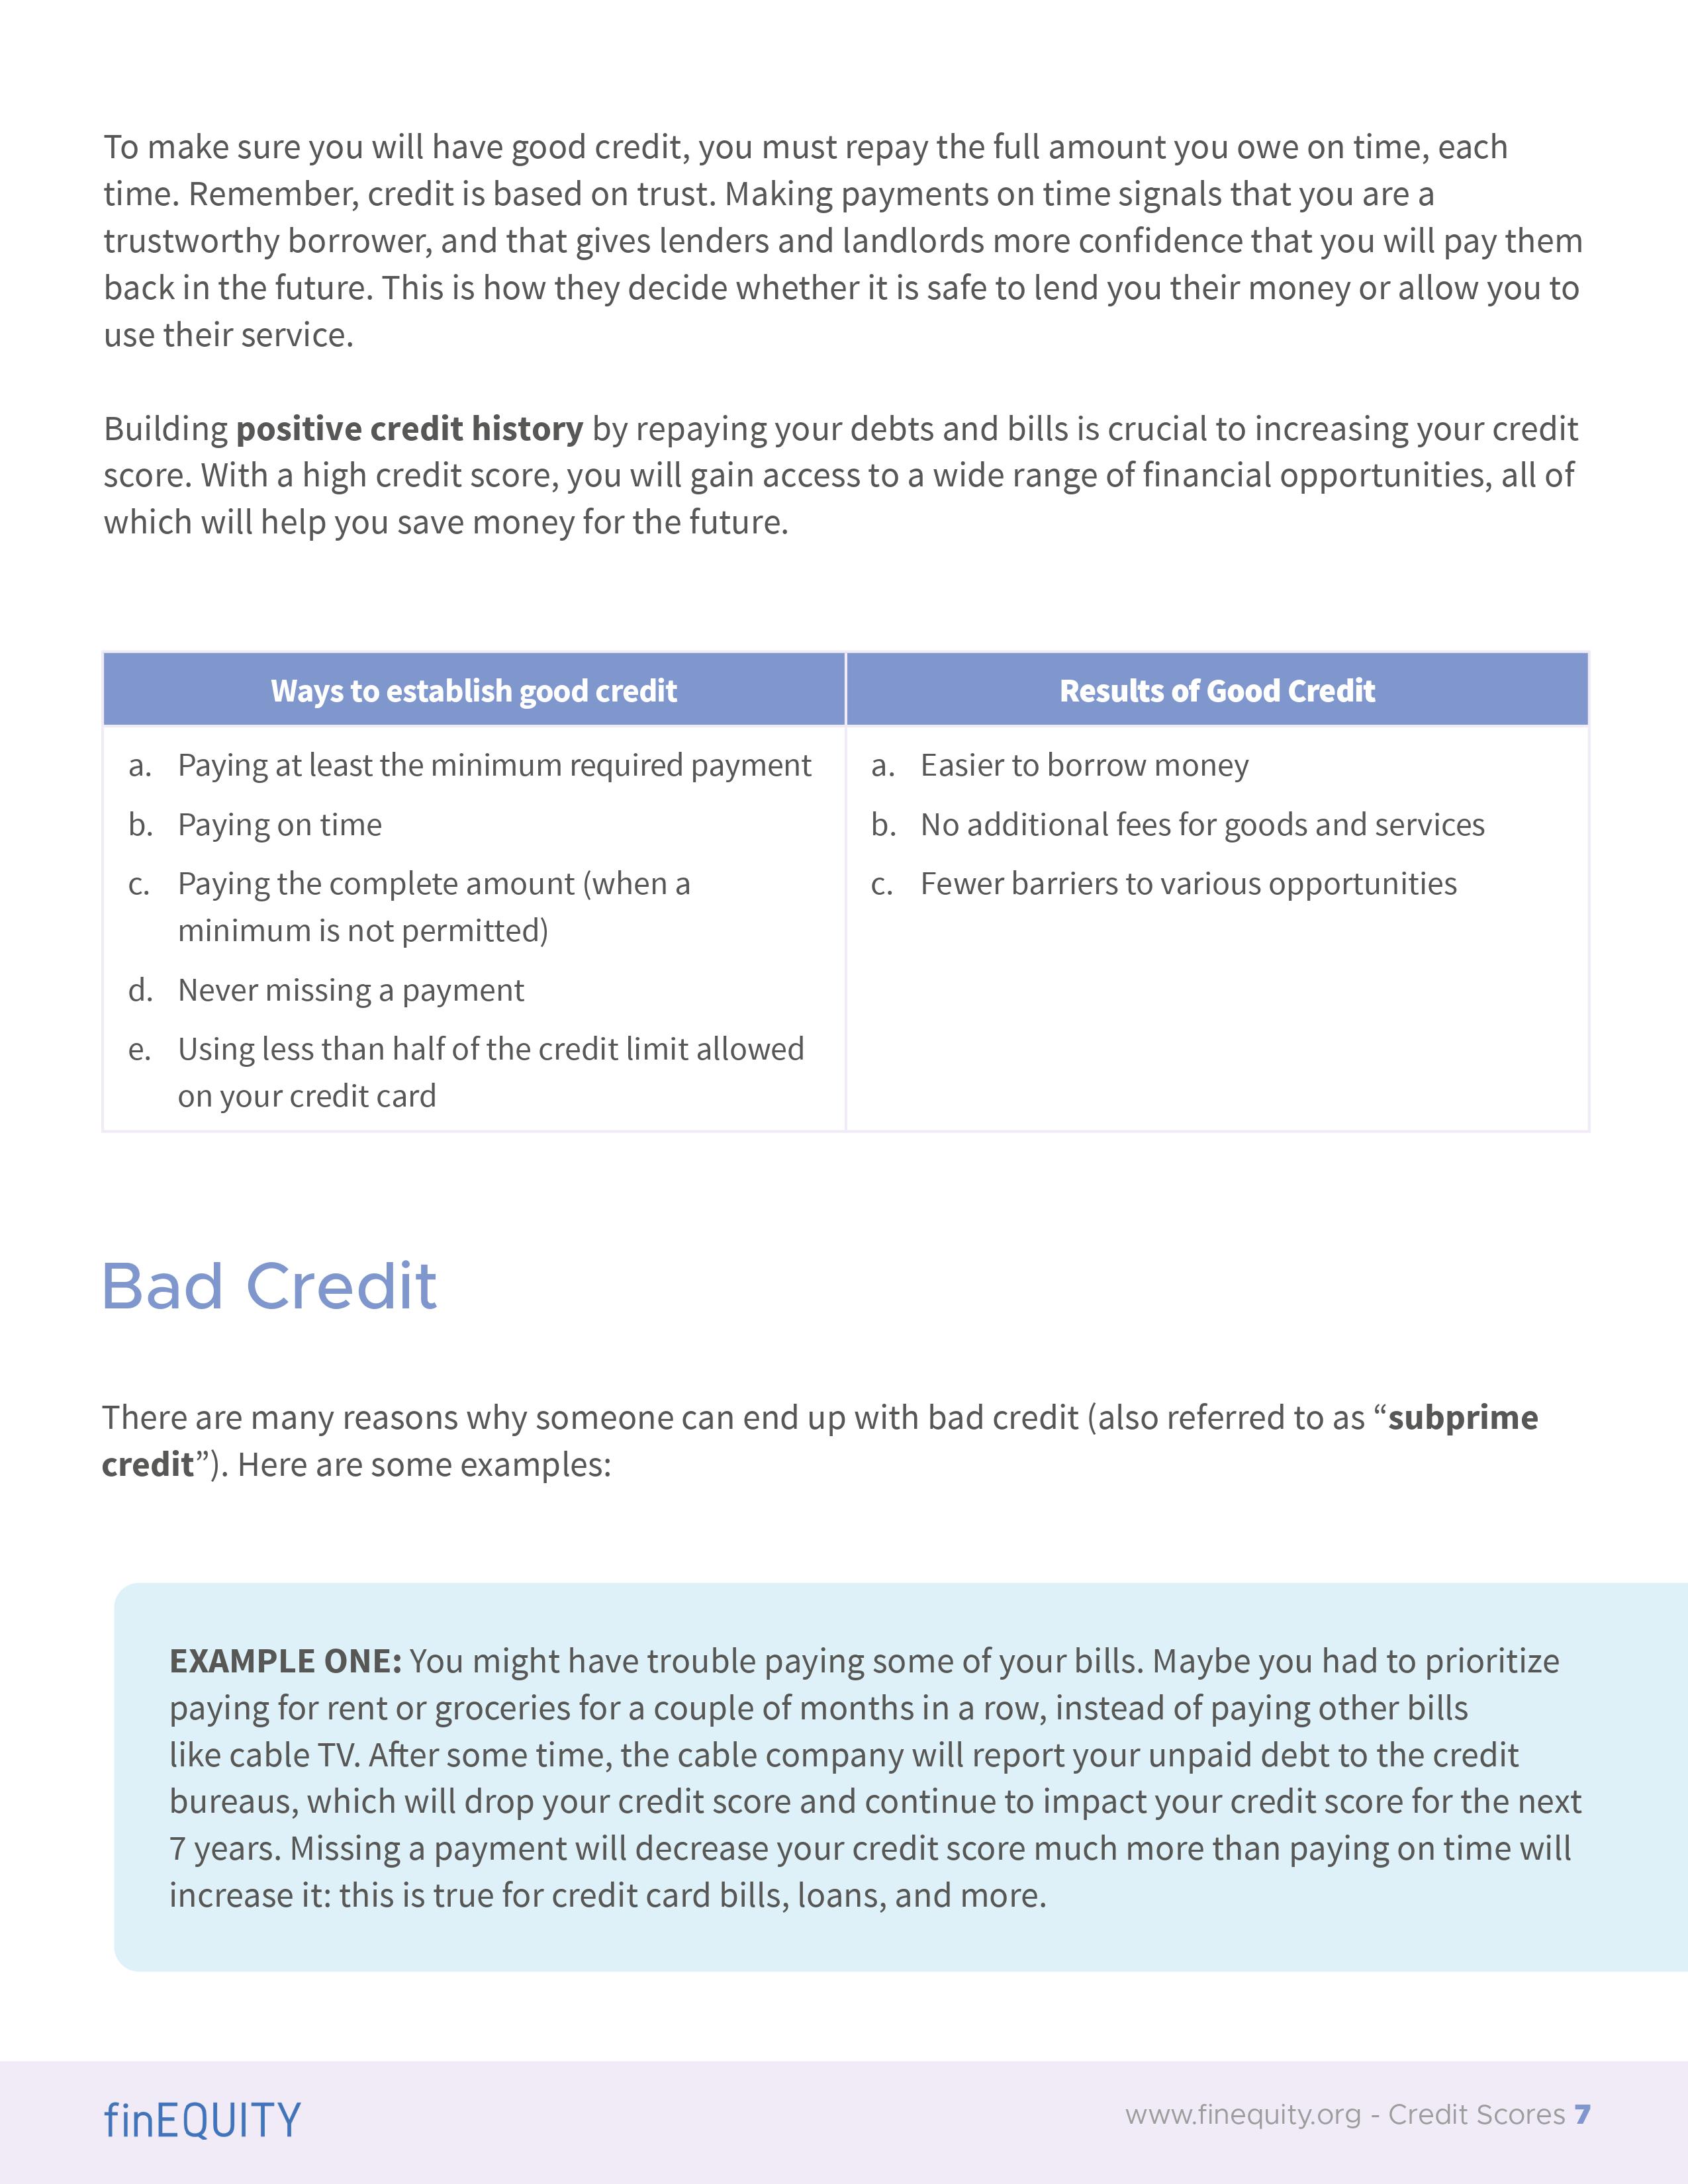 To make sure you will have good credit, you must repay the full amount you owe on time, each
time. Remember, credit is based on trust. Making payments on time signals that you are a
trustworthy borrower, and that gives lenders and landlords more confidence that you will pay them
back in the future. This is how they decide whether it is safe to lend you their money or allow you to
use their service.
Building positive credit history by repaying your debts and bills is crucial to increasing your credit
score. With a high credit score, you will gain access to a wide range of financial opportunities, all of
which will help you save money for the future.
Ways to establish good credit
a. Paying at least the minimum required payment
b. Paying on time
c. Paying the complete amount (when a
minimum is not permitted)
d. Never missing a payment
e. Using less than half of the credit limit allowed
on your credit card
Results of Good Credit
a. Easier to borrow money
b. No additional fees for goods and services
c. Fewer barriers to various opportunities
Bad Credit
There are many reasons why someone can end up with bad credit (also referred to as “subprime
credit”). Here are some examples:
EXAMPLE ONE: You might have trouble paying some of your bills. Maybe you had to prioritize
paying for rent or groceries for a couple of months in a row, instead of paying other bills
like cable TV. After some time, the cable company will report your unpaid debt to the credit
bureaus, which will drop your credit score and continue to impact your credit score for the next
7 years. Missing a payment will decrease your credit score much more than paying on time will
increase it: this is true for credit card bills, loans, and more.
finEQUITY
www.finequity.org - Credit Scores 7